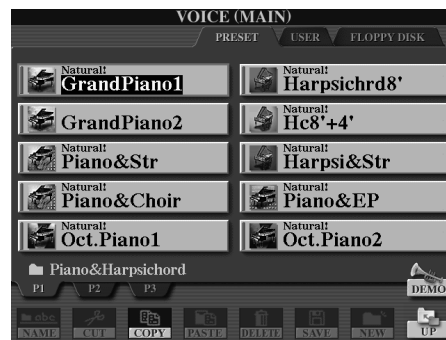 VOICE (MAIN)
PRESET USER FLOPPY DISK
Natural!
GrandPiano1
Natural!
Harpsichrd8'
GrandPiano2
Natural!
Hc8'+4'
Natural!
Piano&Str
Natural!
Harpsi&Str
Natural!
Piano&Choir
Natural!
Piano&EP
Natural!
Oct.Piano1
Natural!
Oct.Piano2
Piano&Harpsichord
P1 P2 P3
DEMO
abc
NAME CUT COPY PASTE DELETE SAVE NEW UP